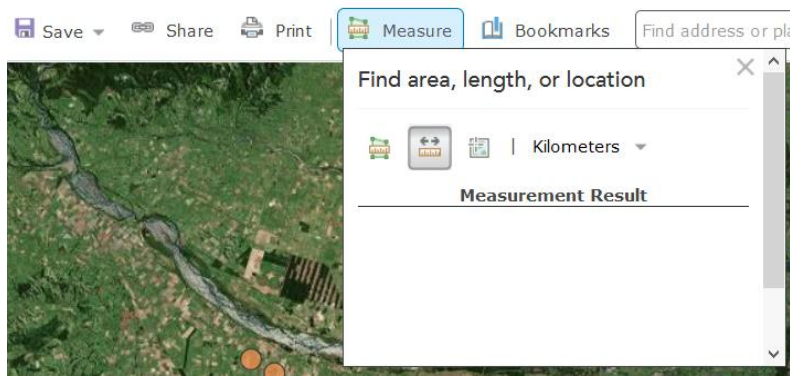 Save Share Print Measure Bookmarks Find address or pla
Find area, length, or location
| Kilometers
Measurement Result